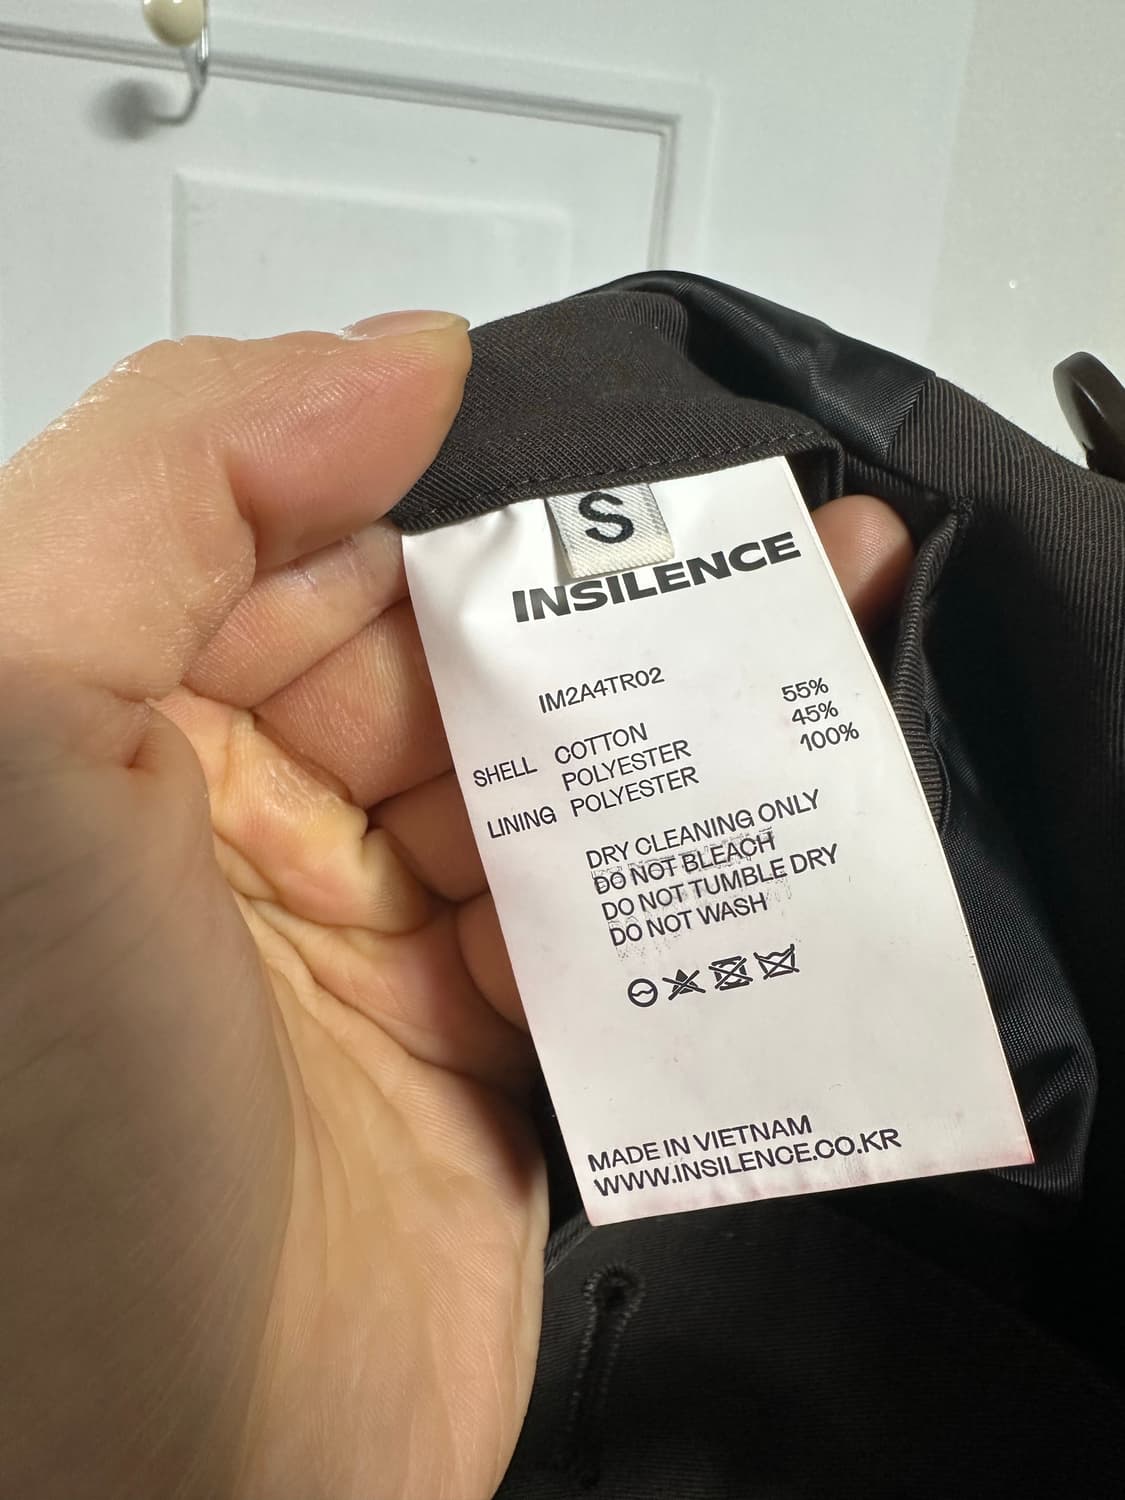 S
INSILENCE
IM2A4TR02
SHELL COTTON 55%
POLYESTER 45%
LINING POLYESTER 100%
DRY CLEANING ONLY
DO NOT BLEACH
DO NOT TUMBLE DRY
DO NOT WASH
MADE IN VIETNAM
WWW.INSILENCE.CO.KR